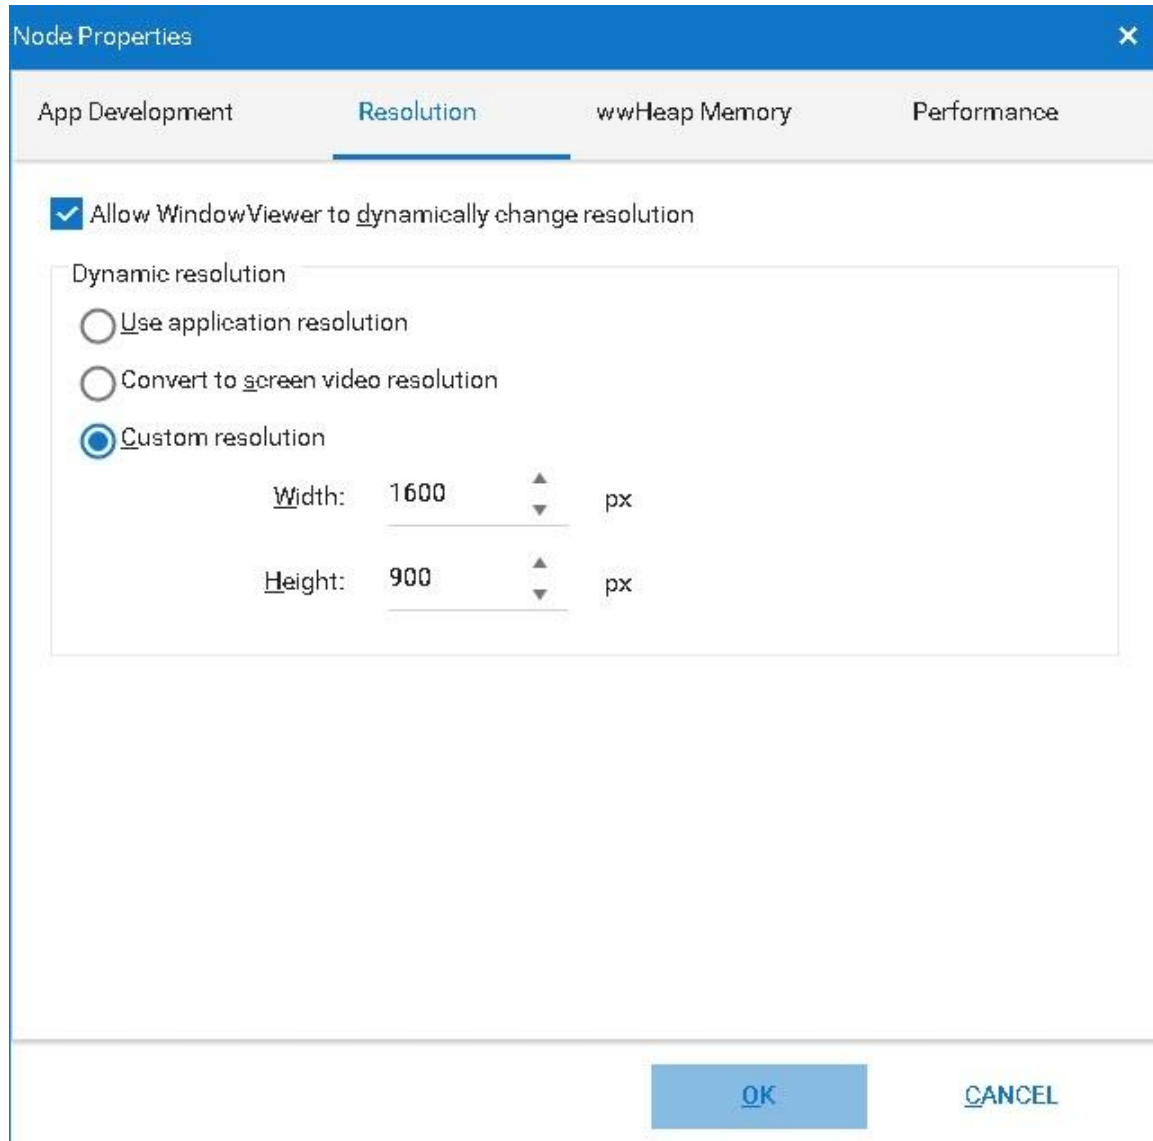 Node Properties
App Development Resolution wwHeap Memory Performance
Allow WindowViewer to dynamically change resolution
Dynamic resolution
Use application resolution
Convert to screen video resolution
Custom resolution
Width: 1600 px
Height: 900 px
OK CANCEL